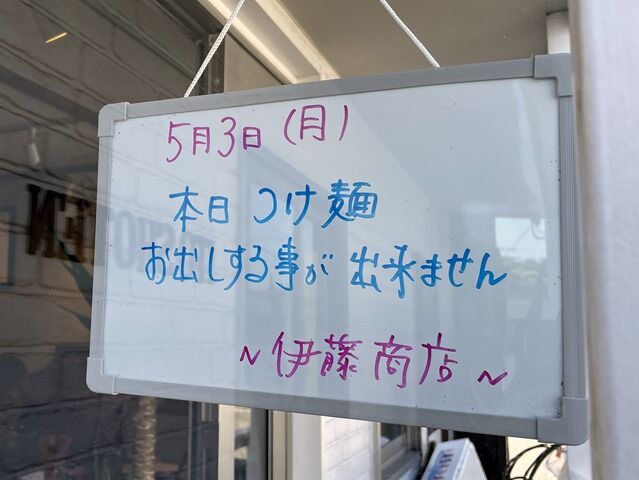 5月3日(月)
本日 つけ麺
お出しする事が 出来ません
~伊藤商店~